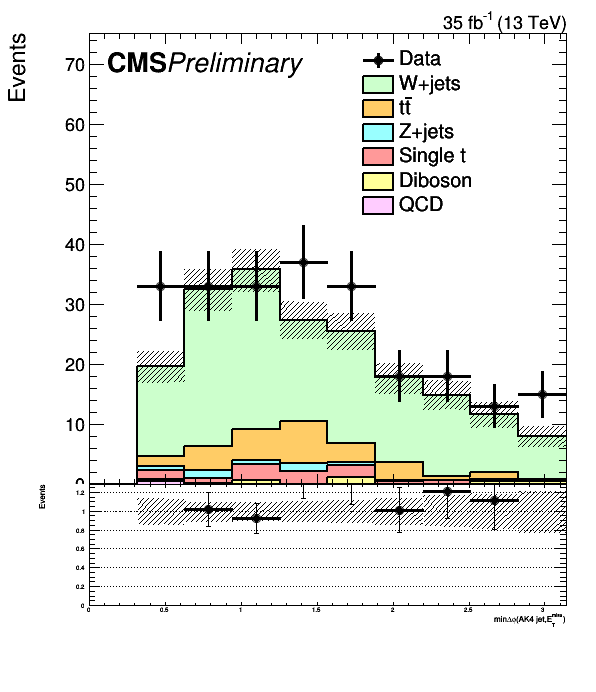 35 fb-1 (13 TeV)
Events
CMS Preliminary
Data
W+jets
tt̄
Z+jets
Single t
Diboson
QCD
70
60
50
40
30
20
10
0
Events
1.2
1
0.8
0.6
0.4
0.2
0
0 0.5 1 1.5 2 2.5 3
minΔφ(AK4 jet,E_T^miss)